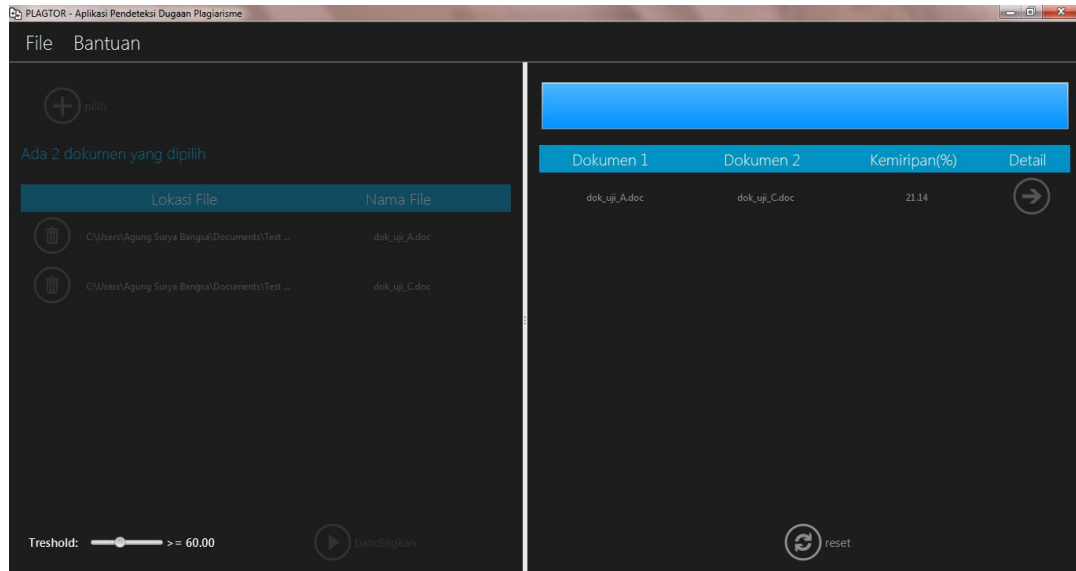 PLAGTOR - Aplikasi Pendeteksi Dugaan Plagiarisme
File Bantuan
pilih
Ada 2 dokumen yang dipilih
Lokasi File Nama File
C:\Users\Agung Surya Bangsa\Documents\Test ... dok_uji_A.doc
C:\Users\Agung Surya Bangsa\Documents\Test ... dok_uji_C.doc
Treshold: >= 60.00 bandingkan
Dokumen 1 Dokumen 2 Kemiripan(%) Detail
dok_uji_A.doc dok_uji_C.doc 21.14
reset